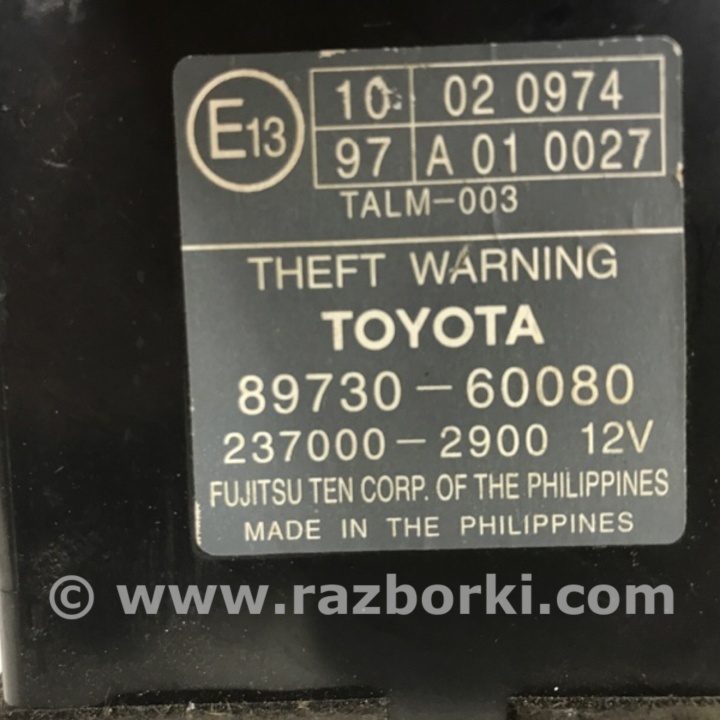 E13
10 02 0974
97 A 01 0027
TALM-003
THEFT WARNING
TOYOTA
89730-60080
237000-2900 12V
FUJITSU TEN CORP. OF THE PHILIPPINES
MADE IN THE PHILIPPINES
© www.razborki.com